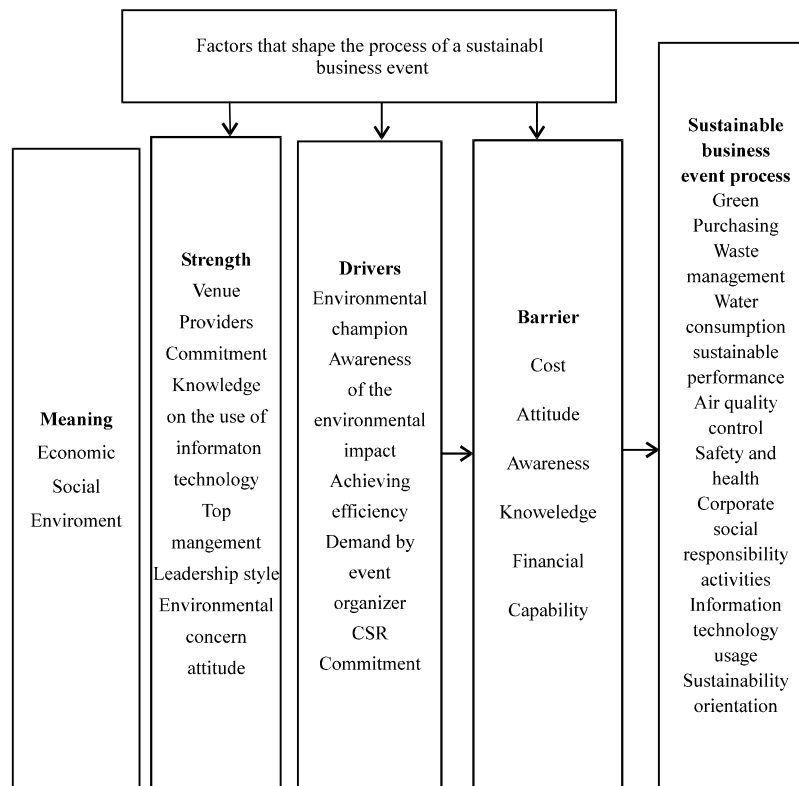 Factors that shape the process of a sustainabl
business event
Meaning
Economic
Social
Enviroment
Strength
Venue
Providers
Commitment
Knowledge
on the use of
informaton
technology
Top
mangement
Leadership style
Environmental
concern
attitude
Drivers
Environmental
champion
Awareness
of the
environmental
impact
Achieving
efficiency
Demand by
event
organizer
CSR
Commitment
Barrier
Cost
Attitude
Awareness
Knoweledge
Financial
Capability
Sustainable
business
event process
Green
Purchasing
Waste
management
Water
consumption
sustainable
performance
Air quality
control
Safety and
health
Corporate
social
responsibility
activities
Information
technology
usage
Sustainability
orientation